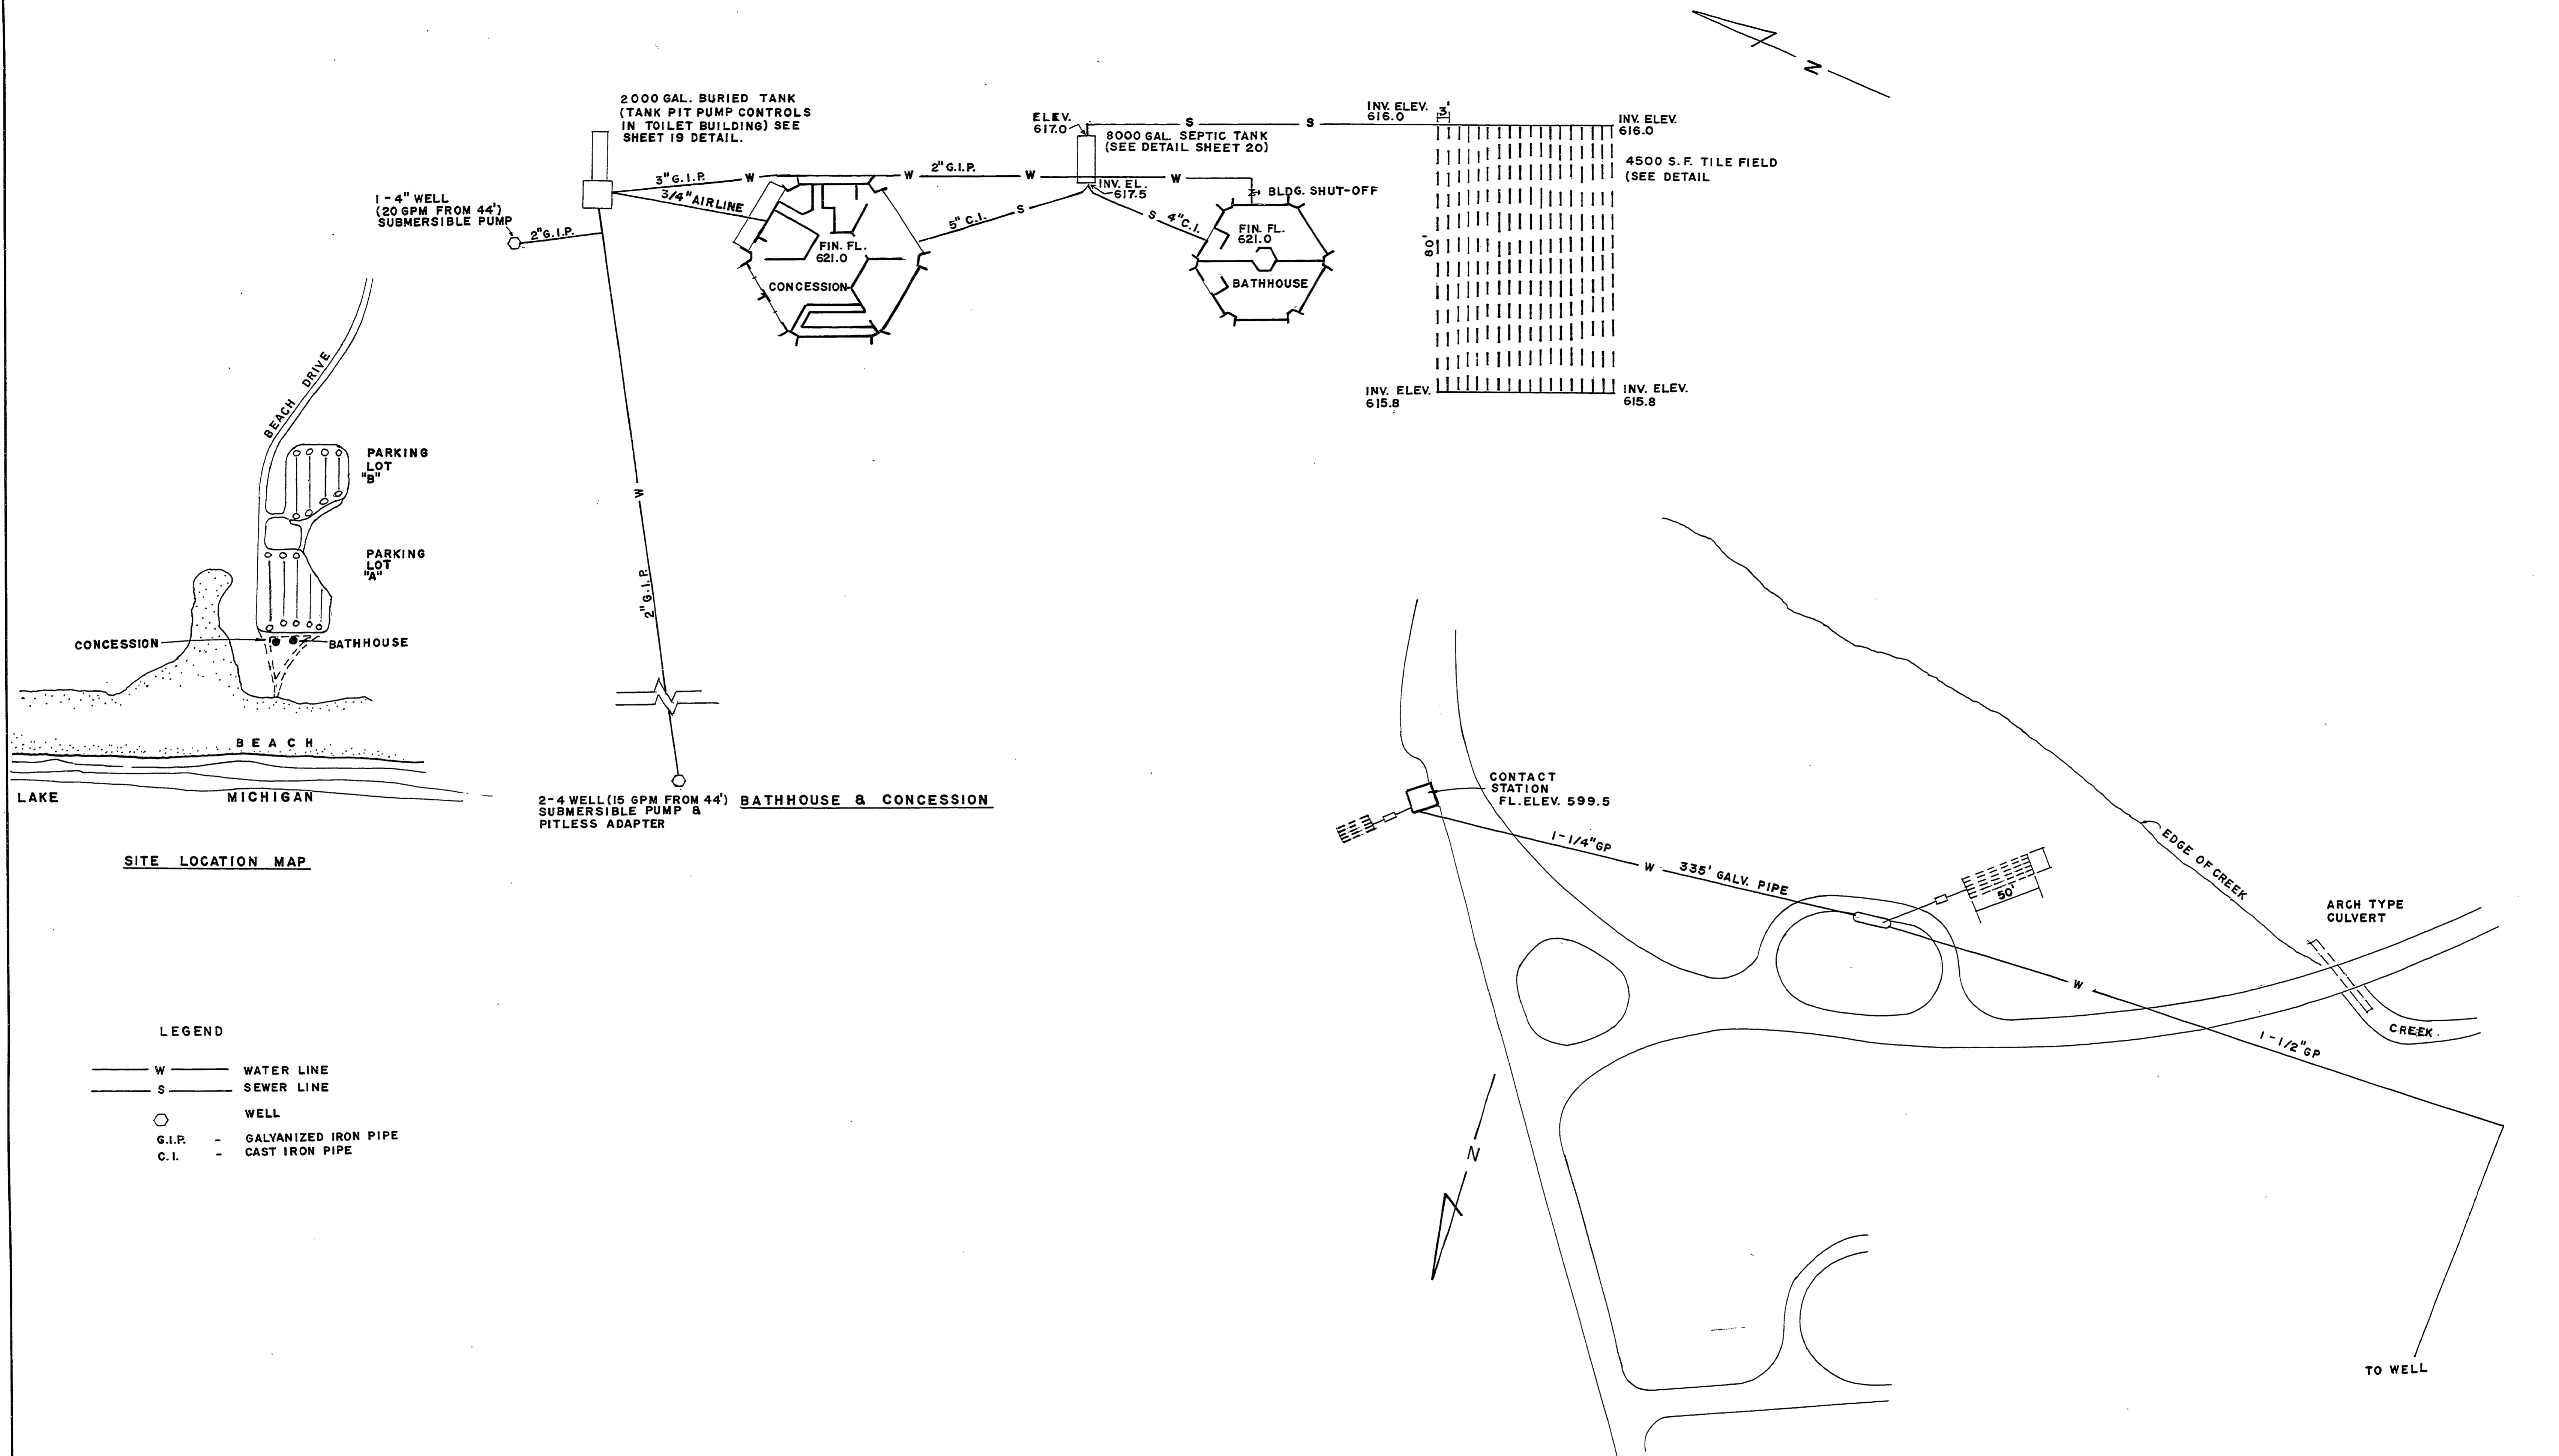 N
2000 GAL. BURIED TANK
(TANK PIT PUMP CONTROLS
IN TOILET BUILDING) SEE
SHEET 19 DETAIL.
1-4" WELL
(20 GPM FROM 44')
SUBMERSIBLE PUMP
2" G.I.P.
3" G.I.P.
W
3/4" AIRLINE
W
2" G.I.P.
W
W
FIN. FL.
621.0
CONCESSION
5" C.I.
S
ELEV.
617.0
8000 GAL. SEPTIC TANK
(SEE DETAIL SHEET 20)
INV. EL.
617.5
S
4" C.I.
BLDG. SHUT-OFF
FIN. FL.
621.0
BATHHOUSE
S
S
INV. ELEV.
616.0
3'
INV. ELEV.
616.0
4500 S.F. TILE FIELD
(SEE DETAIL
80'
INV. ELEV.
615.8
INV. ELEV.
615.8
W
2" G.I.P.
2-4 WELL (15 GPM FROM 44')
SUBMERSIBLE PUMP &
PITLESS ADAPTER
BATHHOUSE & CONCESSION
BEACH DRIVE
PARKING
LOT
"B"
PARKING
LOT
"A"
CONCESSION
BATHHOUSE
BEACH
LAKE MICHIGAN
SITE LOCATION MAP
LEGEND
W WATER LINE
S SEWER LINE
WELL
G.I.P. - GALVANIZED IRON PIPE
C.I. - CAST IRON PIPE
CONTACT
STATION
FL. ELEV. 599.5
1-1/4" GP
W
335' GALV. PIPE
50'
EDGE OF CREEK
ARCH TYPE
CULVERT
W
CREEK
1-1/2" GP
N
TO WELL